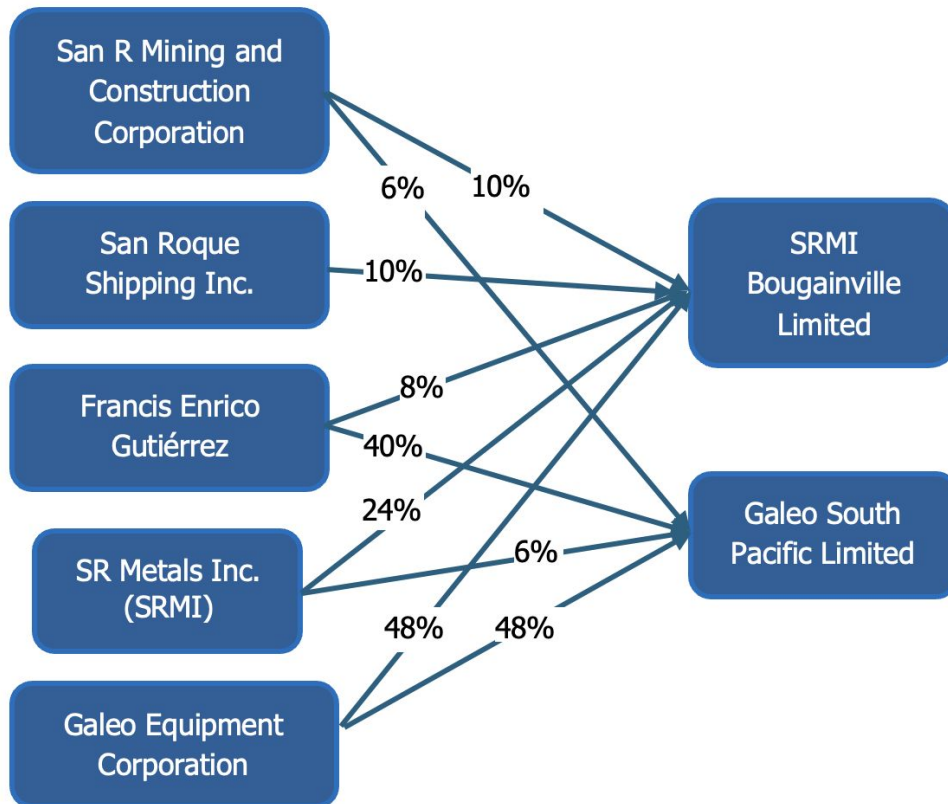 San R Mining and
Construction
Corporation
6%
10%
San Roque
Shipping Inc.
10%
SRMI
Bougainville
Limited
Francis Enrico
Gutiérrez
8%
40%
24%
SR Metals Inc.
(SRMI)
6%
Galeo South
Pacific Limited
48%
48%
Galeo Equipment
Corporation